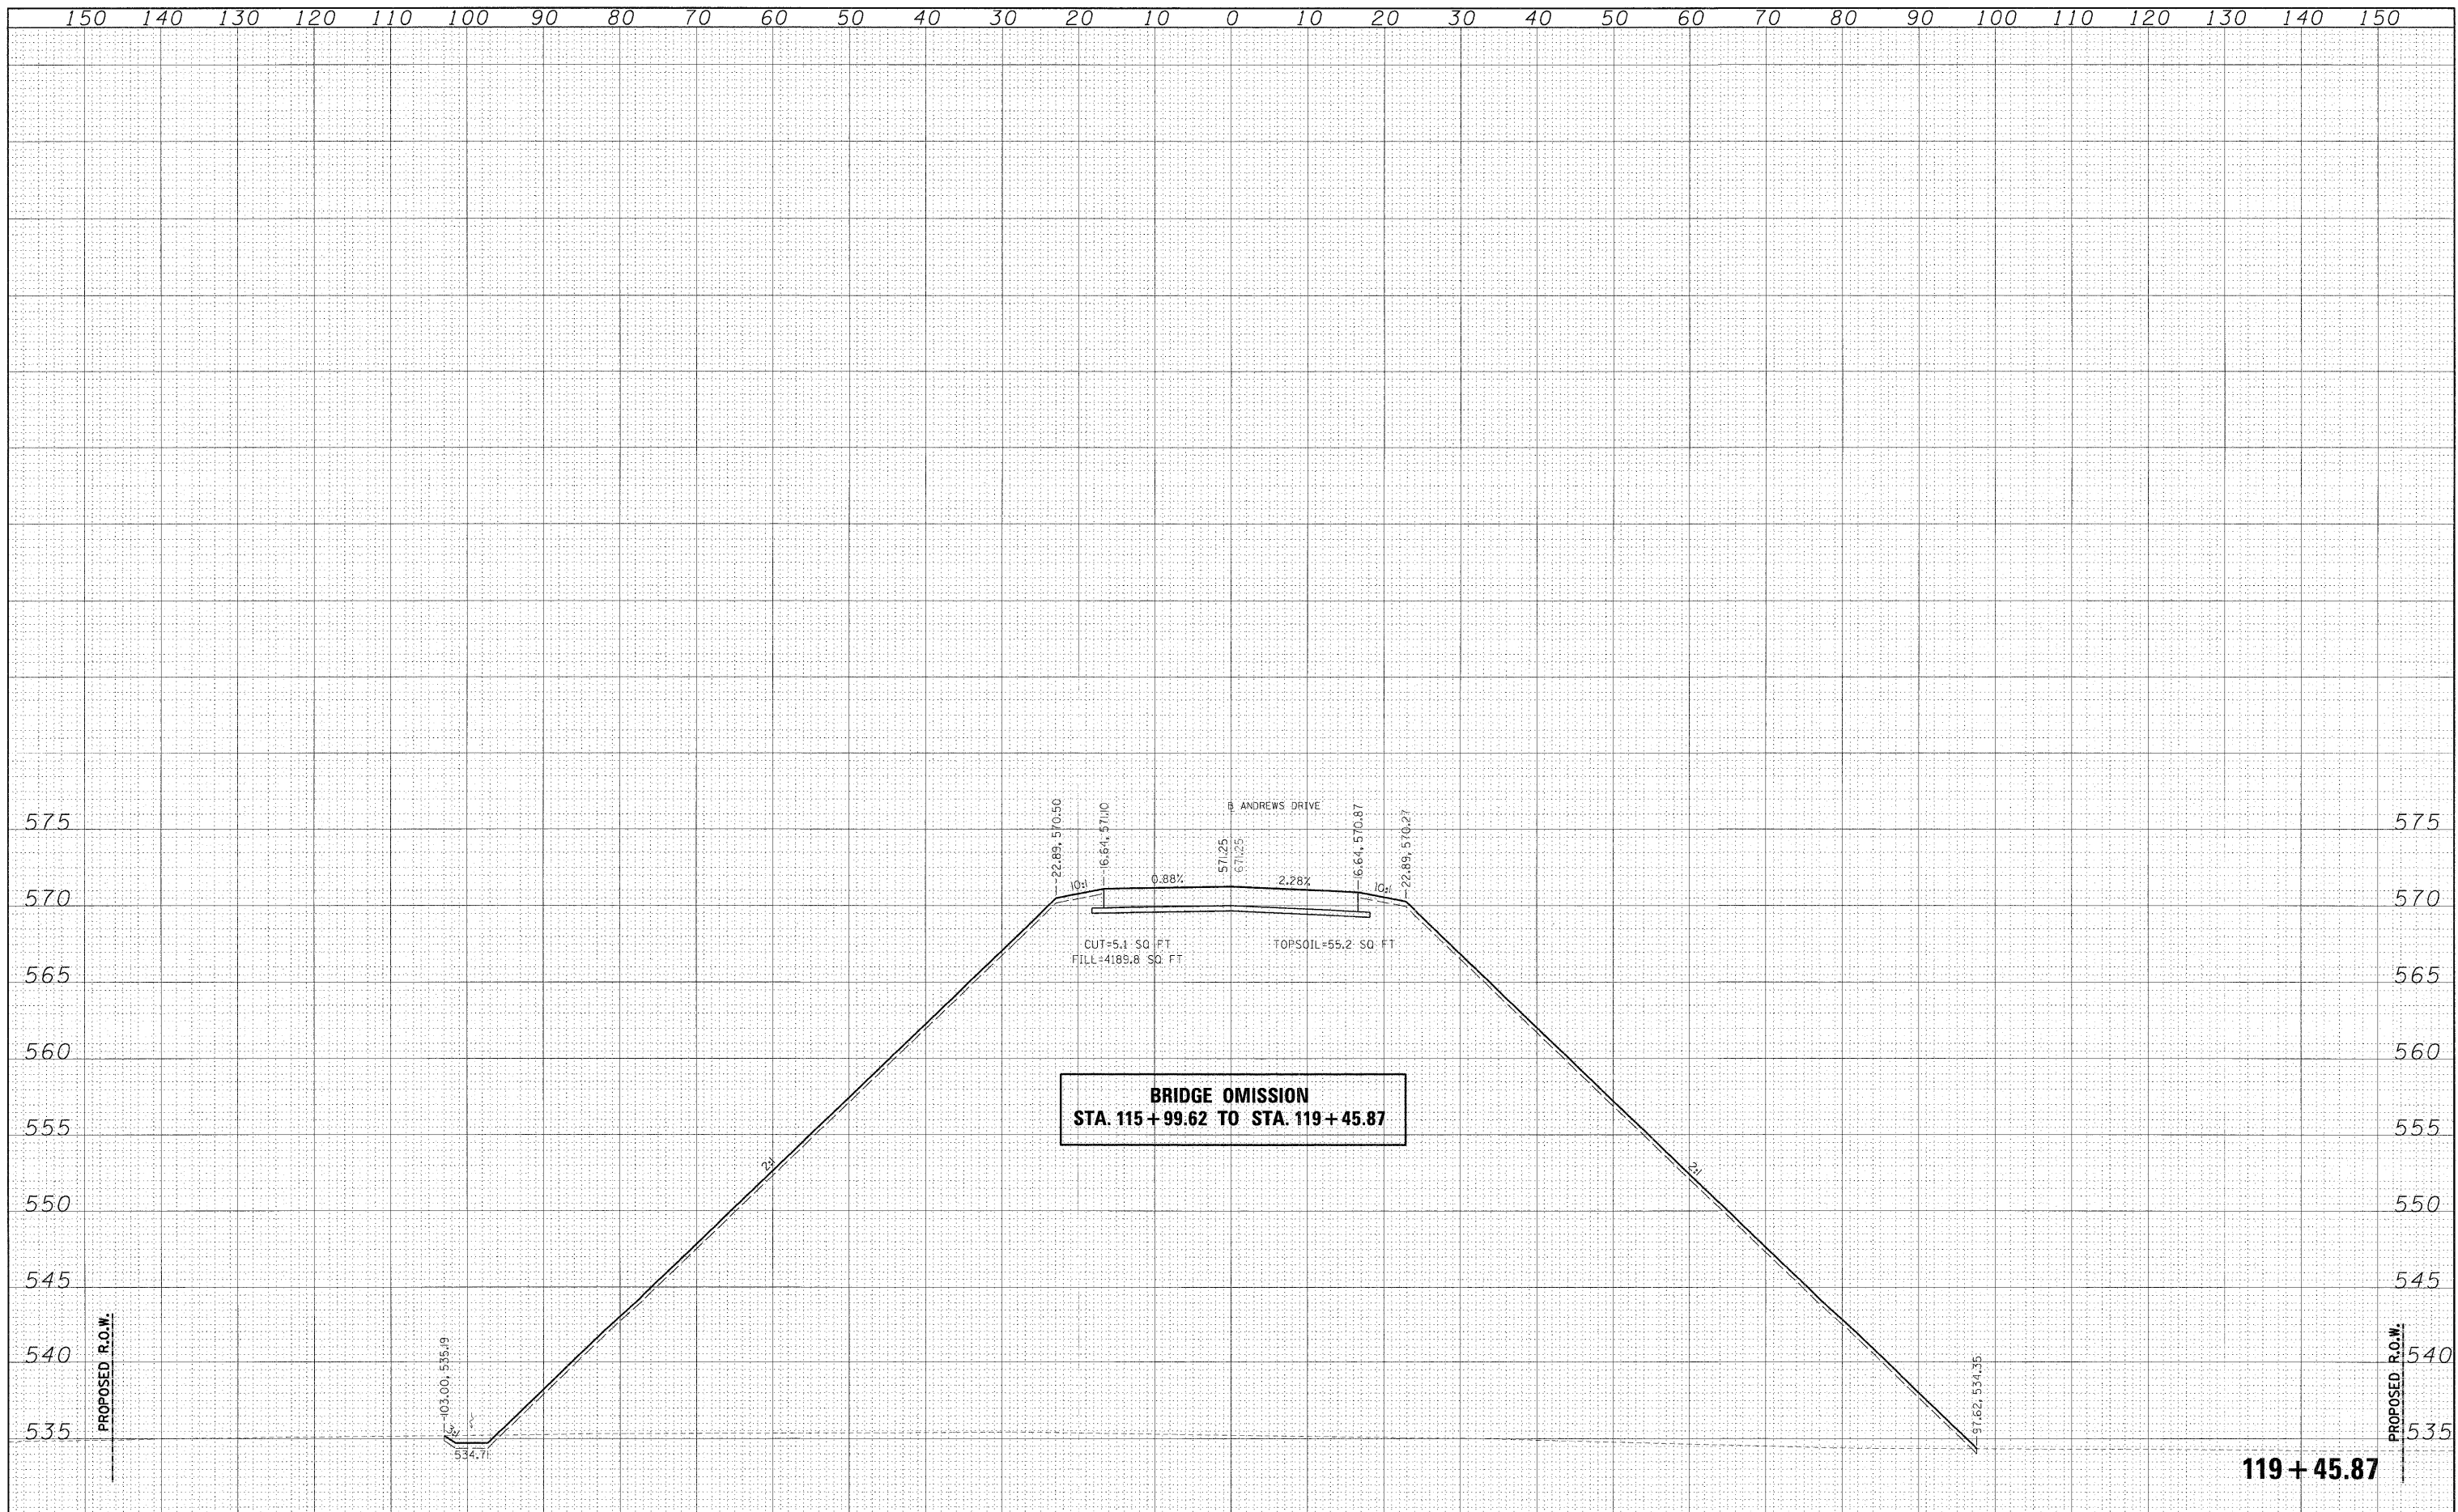 150 140 130 120 110 100 90 80 70 60 50 40 30 20 10 0 10 20 30 40 50 60 70 80 90 100 110 120 130 140 150
-22.89, 570.50
-16.64, 571.10
B ANDREWS DRIVE
571.25
671.25
16.64, 570.87
22.89, 570.27
575 575
10:1 0.88% 2.28% 10:1
570 570
CUT=5.1 SQ FT TOPSOIL=55.2 SQ FT
FILL=4189.8 SQ FT
565 565
560 560
BRIDGE OMISSION
STA. 115+99.62 TO STA. 119+45.87
555 555
2:1 2:1
550 550
545 545
PROPOSED R.O.W.
PROPOSED R.O.W.
540 540
-103.00, 535.19
97.62, 534.35
535 535
3:1
534.71
119+45.87